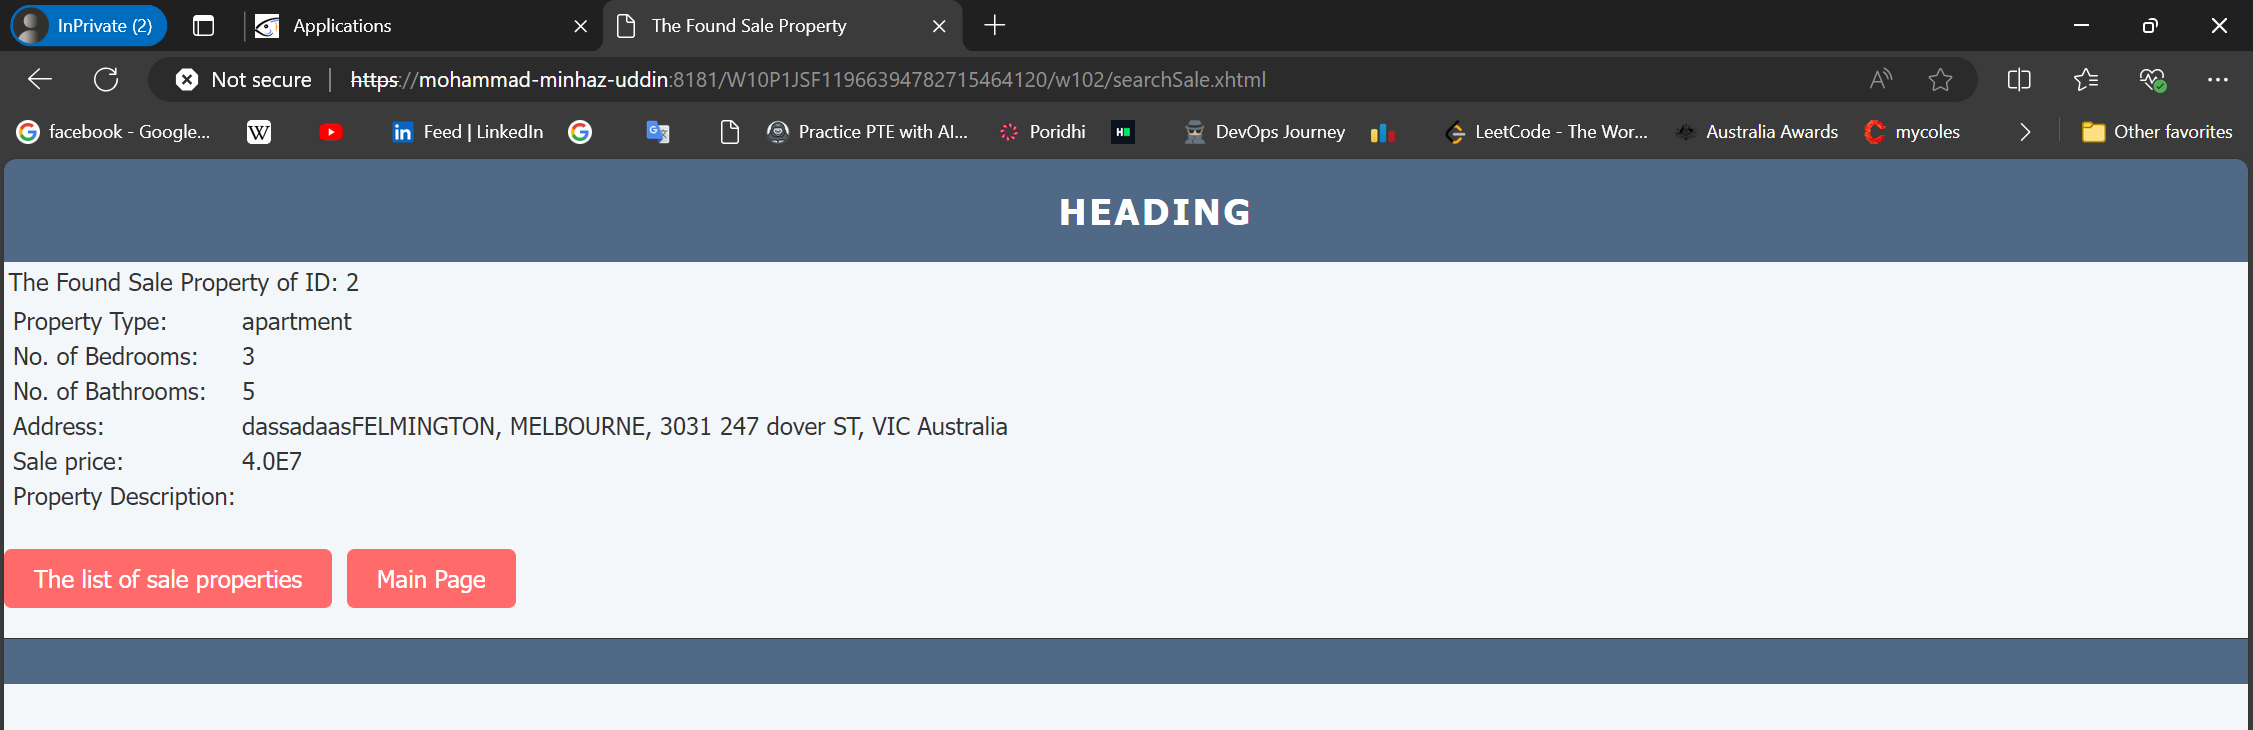 InPrivate (2)
Applications
The Found Sale Property
Not secure
https://mohammad-minhaz-uddin:8181/W10P1JSF11966394782715464120/w102/searchSale.xhtml
facebook - Google...
W
Feed | LinkedIn
Practice PTE with AI...
Poridhi
DevOps Journey
LeetCode - The Wor...
Australia Awards
mycoles
Other favorites
HEADING
The Found Sale Property of ID: 2
Property Type: apartment
No. of Bedrooms: 3
No. of Bathrooms: 5
Address: dassadaasFELMINGTON, MELBOURNE, 3031 247 dover ST, VIC Australia
Sale price: 4.0E7
Property Description:
The list of sale properties
Main Page